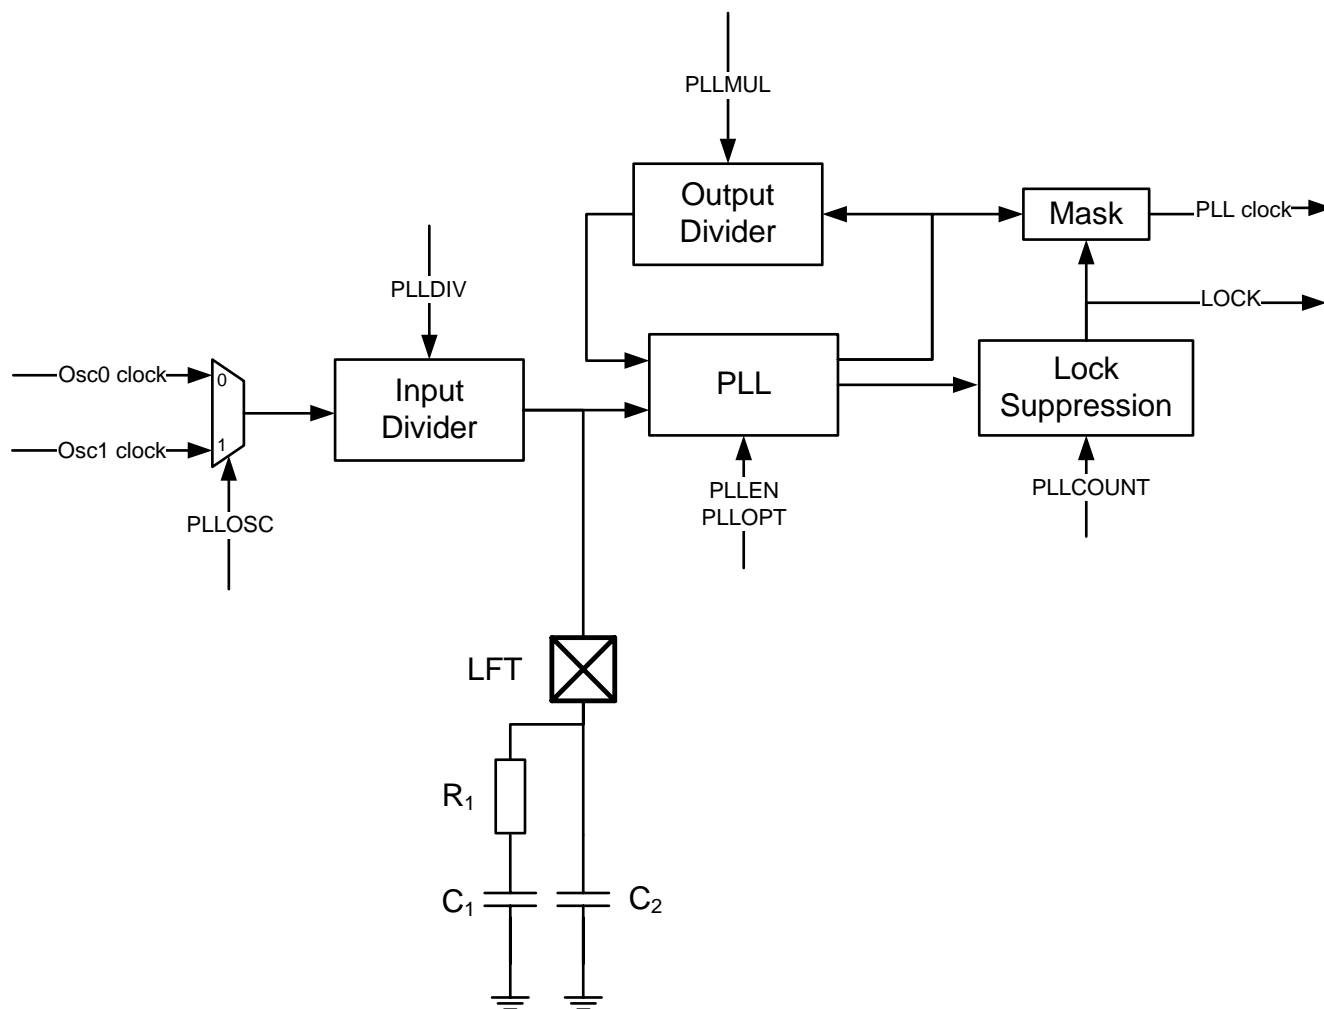 PLLMUL
Output
Divider
Mask
PLL clock
PLLDIV
LOCK
Osc0 clock
0
Input
Divider
PLL
Lock
Suppression
Osc1 clock
1
PLLOSC
PLLEN
PLLOPT
PLLCOUNT
LFT
R1
C1
C2